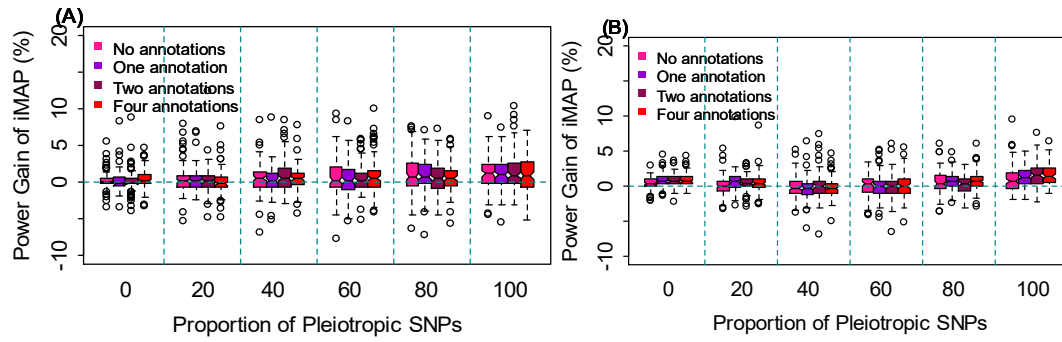 (A)
Power Gain of iMAP (%)
20
10
5
0
-10
No annotations
One annotation
Two annotations
Four annotations
0 20 40 60 80 100
Proportion of Pleiotropic SNPs
(B)
Power Gain of iMAP (%)
20
10
5
0
-10
No annotations
One annotation
Two annotations
Four annotations
0 20 40 60 80 100
Proportion of Pleiotropic SNPs